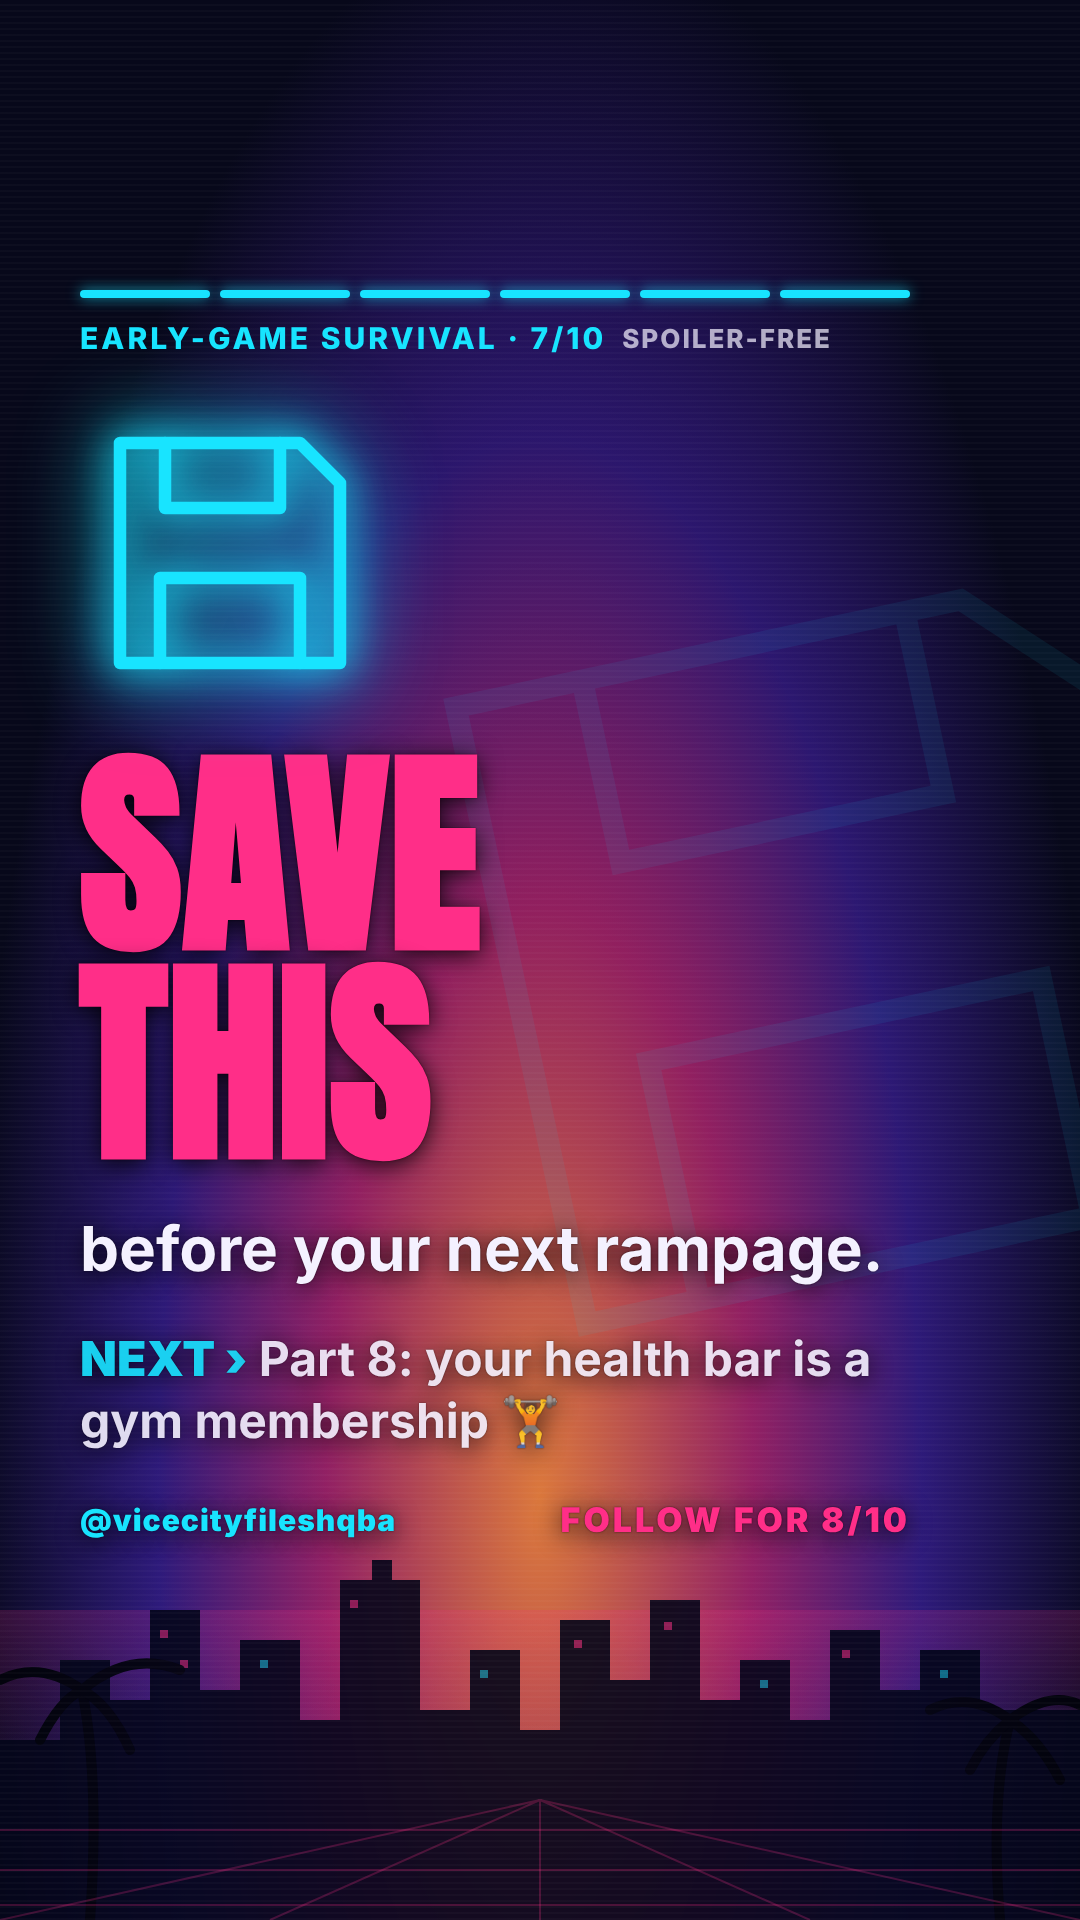 EARLY-GAME SURVIVAL · 7/10 SPOILER-FREE
SAVE
THIS
before your next rampage.
NEXT › Part 8: your health bar is a
gym membership 🏋️
@vicecityfileshqba FOLLOW FOR 8/10